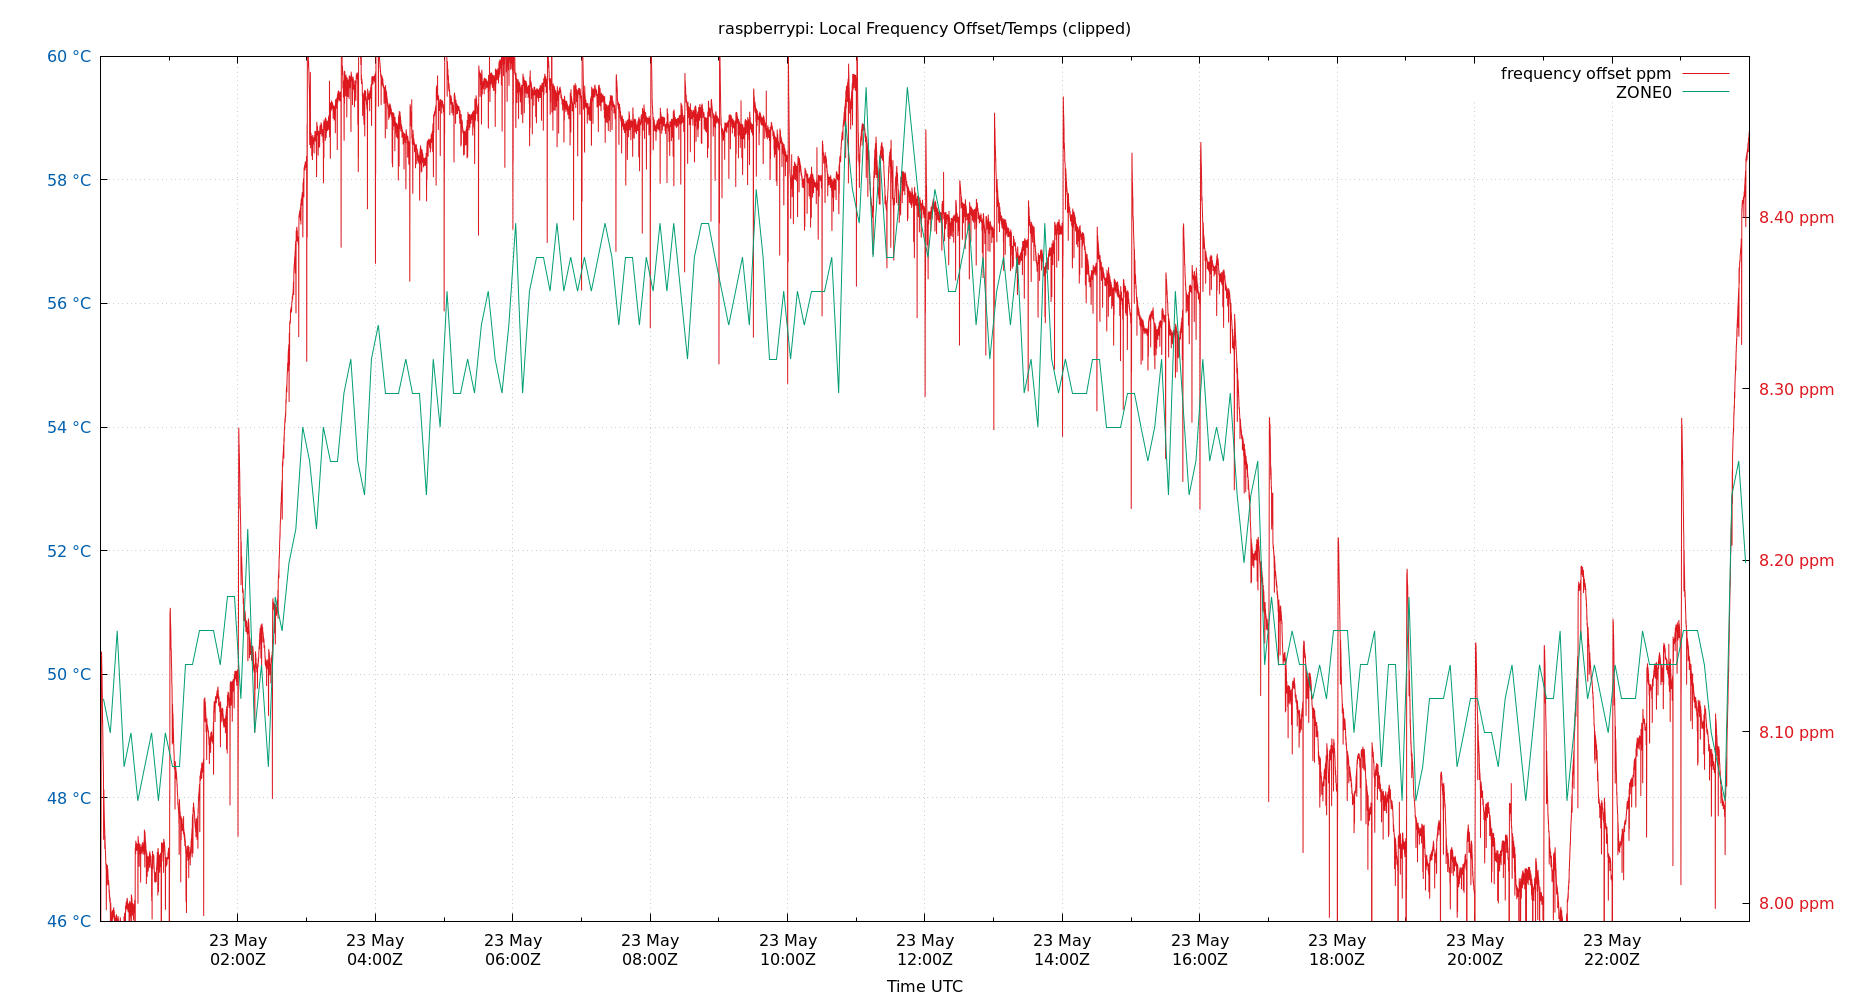 raspberrypi: Local Frequency Offset/Temps (clipped)
60 °C
58 °C
56 °C
54 °C
52 °C
50 °C
48 °C
46 °C
frequency offset ppm
ZONE0
8.40 ppm
8.30 ppm
8.20 ppm
8.10 ppm
8.00 ppm
23 May 23 May 23 May 23 May 23 May 23 May 23 May 23 May 23 May 23 May 23 May
02:00Z 04:00Z 06:00Z 08:00Z 10:00Z 12:00Z 14:00Z 16:00Z 18:00Z 20:00Z 22:00Z
Time UTC